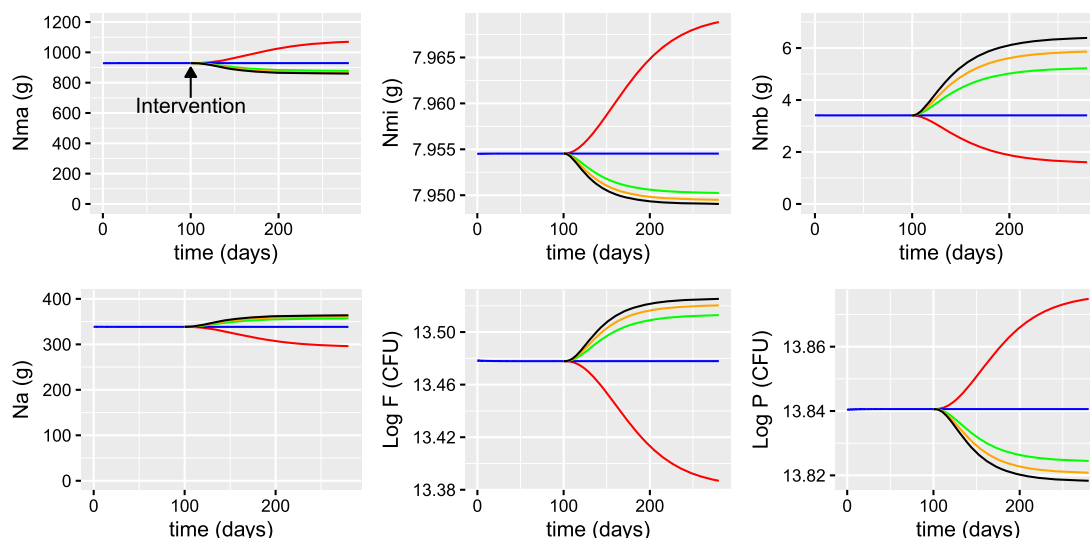 Nma (g)
1200
1000
800
600
400
200
0
Intervention
0 100 200
time (days)
Nmi (g)
7.965
7.960
7.955
7.950
0 100 200
time (days)
Nmb (g)
6
4
2
0
0 100 200
time (days)
Na (g)
400
300
200
100
0
0 100 200
time (days)
Log F (CFU)
13.50
13.46
13.42
13.38
0 100 200
time (days)
Log P (CFU)
13.86
13.84
13.82
0 100 200
time (days)